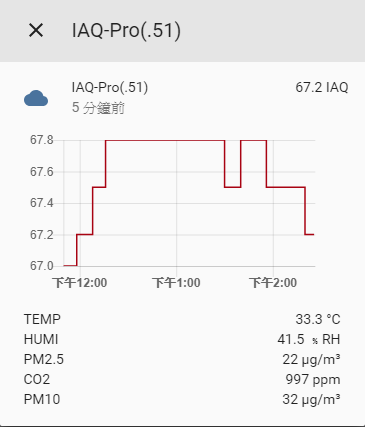 IAQ-Pro(.51)
IAQ-Pro(.51) 67.2 IAQ
5 分鐘前
67.8
67.6
67.4
67.2
67.0
下午12:00 下午1:00 下午2:00
TEMP 33.3 °C
HUMI 41.5 % RH
PM2.5 22 µg/m³
CO2 997 ppm
PM10 32 µg/m³